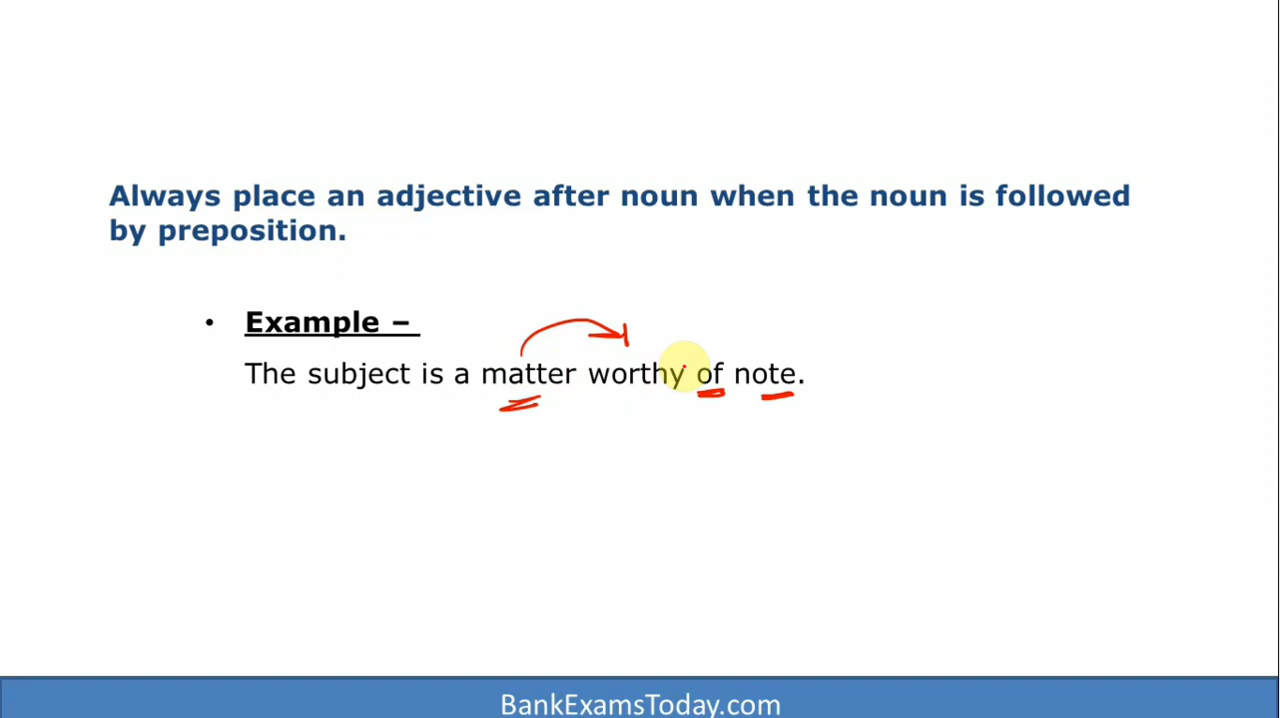 Always place an adjective after noun when the noun is followed
by preposition.
• Example –
The subject is a matter worthy of note.
BankExamsToday.com